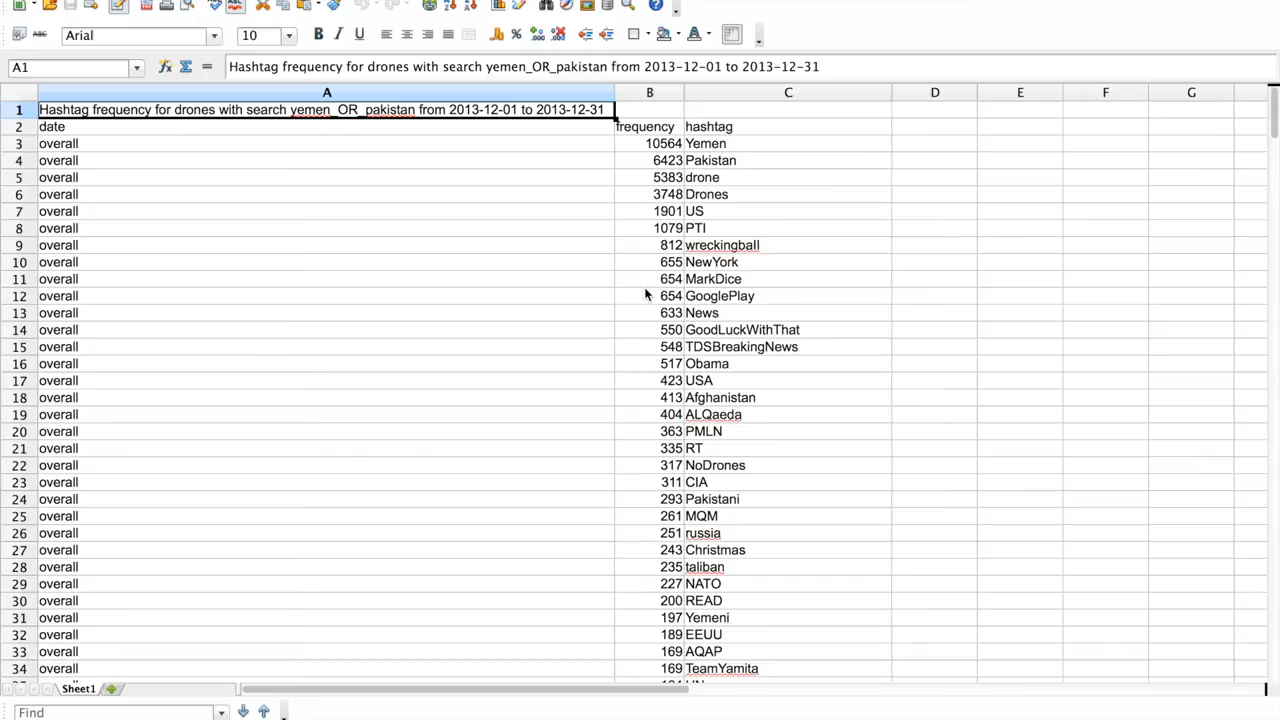 Arial 10
A1 Hashtag frequency for drones with search yemen_OR_pakistan from 2013-12-01 to 2013-12-31
A B C D E F G
1 Hashtag frequency for drones with search yemen_OR_pakistan from 2013-12-01 to 2013-12-31
2 date frequency hashtag
3 overall 10564 Yemen
4 overall 6423 Pakistan
5 overall 5383 drone
6 overall 3748 Drones
7 overall 1901 US
8 overall 1079 PTI
9 overall 812 wreckingball
10 overall 655 NewYork
11 overall 654 MarkDice
12 overall 654 GooglePlay
13 overall 633 News
14 overall 550 GoodLuckWithThat
15 overall 548 TDSBreakingNews
16 overall 517 Obama
17 overall 423 USA
18 overall 413 Afghanistan
19 overall 404 ALQaeda
20 overall 363 PMLN
21 overall 335 RT
22 overall 317 NoDrones
23 overall 311 CIA
24 overall 293 Pakistani
25 overall 261 MQM
26 overall 251 russia
27 overall 243 Christmas
28 overall 235 taliban
29 overall 227 NATO
30 overall 200 READ
31 overall 197 Yemeni
32 overall 189 EEUU
33 overall 169 AQAP
34 overall 169 TeamYamita
Sheet1
Find